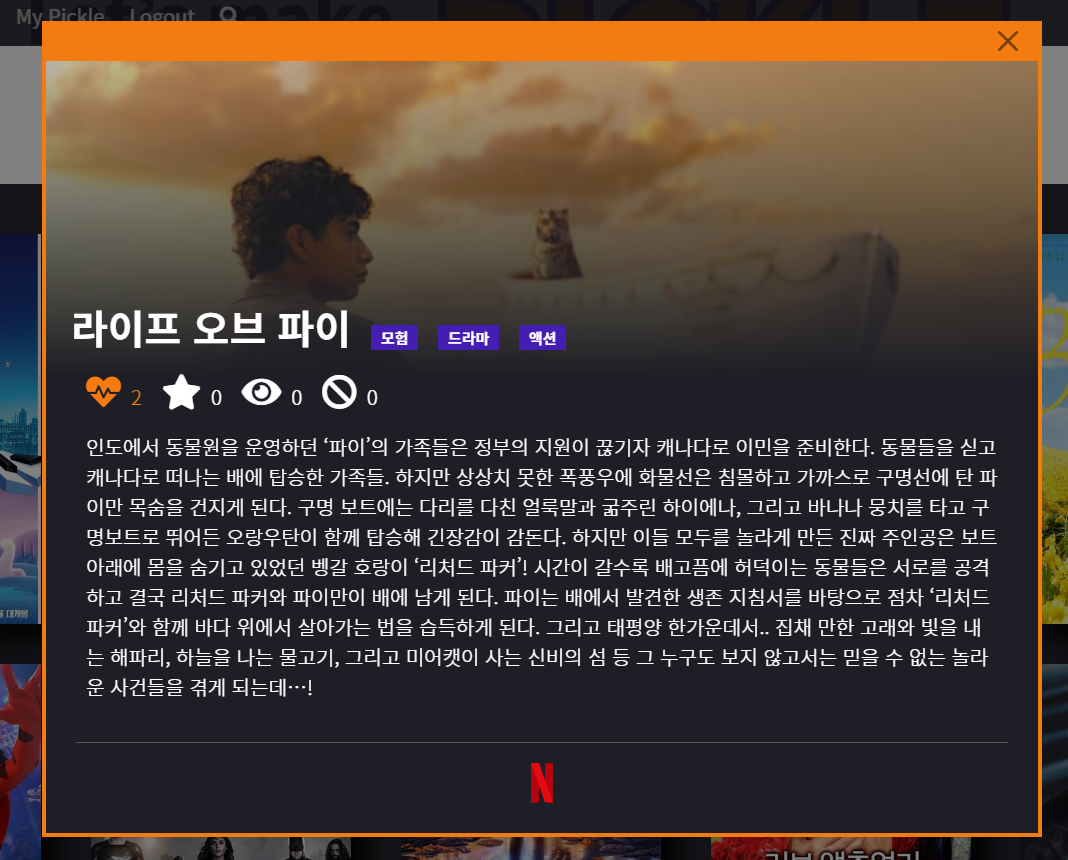 My Pickle Logout
let's make PICKLE
라이프 오브 파이 모험 드라마 액션
2 0 0 0
인도에서 동물원을 운영하던 ‘파이’의 가족들은 정부의 지원이 끊기자 캐나다로 이민을 준비한다. 동물들을 싣고
캐나다로 떠나는 배에 탑승한 가족들. 하지만 상상치 못한 폭풍우에 화물선은 침몰하고 가까스로 구명선에 탄 파
이만 목숨을 건지게 된다. 구명 보트에는 다리를 다친 얼룩말과 굶주린 하이에나, 그리고 바나나 뭉치를 타고 구
명보트로 뛰어든 오랑우탄이 함께 탑승해 긴장감이 감돈다. 하지만 이들 모두를 놀라게 만든 진짜 주인공은 보트
아래에 몸을 숨기고 있었던 벵갈 호랑이 ‘리처드 파커’! 시간이 갈수록 배고픔에 허덕이는 동물들은 서로를 공격
하고 결국 리처드 파커와 파이만이 배에 남게 된다. 파이는 배에서 발견한 생존 지침서를 바탕으로 점차 ‘리처드
파커’와 함께 바다 위에서 살아가는 법을 습득하게 된다. 그리고 태평양 한가운데서.. 집채 만한 고래와 빛을 내
는 해파리, 하늘을 나는 물고기, 그리고 미어캣이 사는 신비의 섬 등 그 누구도 보지 않고서는 믿을 수 없는 놀라
운 사건들을 겪게 되는데…!
N